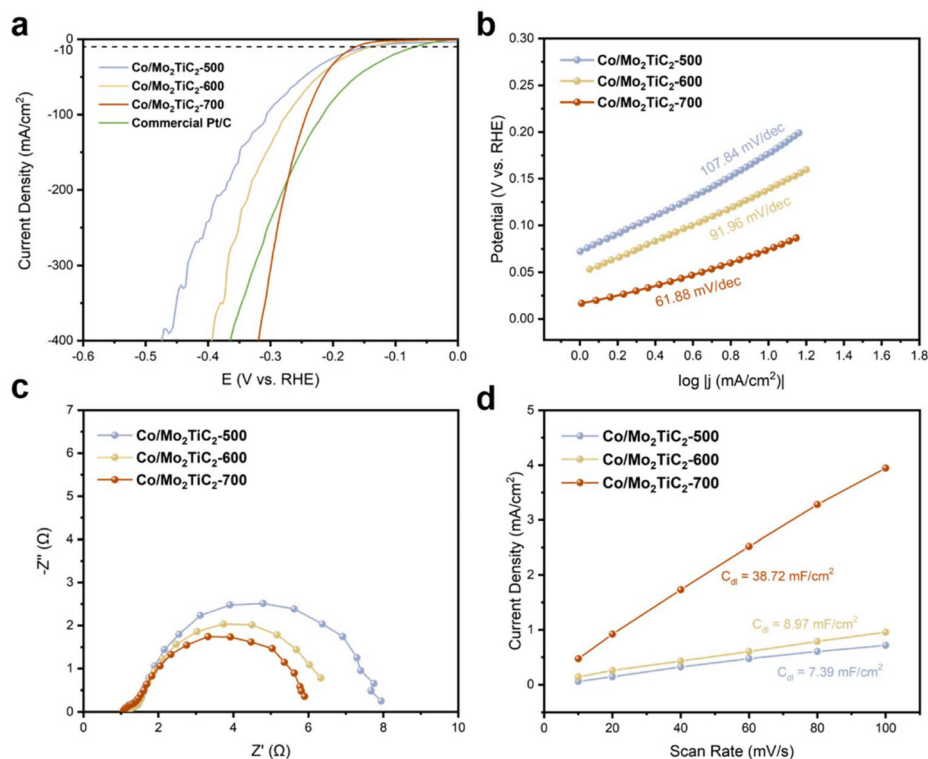 a
Current Density (mA/cm²)
0
-10
-100
-200
-300
-400
Co/Mo₂TiC₂-500
Co/Mo₂TiC₂-600
Co/Mo₂TiC₂-700
Commercial Pt/C
-0.6 -0.5 -0.4 -0.3 -0.2 -0.1 0.0
E (V vs. RHE)
b
Potential (V vs. RHE)
0.30
0.25
0.20
0.15
0.10
0.05
0.00
Co/Mo₂TiC₂-500
Co/Mo₂TiC₂-600
Co/Mo₂TiC₂-700
107.84 mV/dec
91.96 mV/dec
61.88 mV/dec
0.0 0.2 0.4 0.6 0.8 1.0 1.2 1.4 1.6 1.8
log |j (mA/cm²)|
c
-Z'' (Ω)
7
6
5
4
3
2
1
0
Co/Mo₂TiC₂-500
Co/Mo₂TiC₂-600
Co/Mo₂TiC₂-700
0 2 4 6 8 10
Z' (Ω)
d
Current Density (mA/cm²)
5
4
3
2
1
0
Co/Mo₂TiC₂-500
Co/Mo₂TiC₂-600
Co/Mo₂TiC₂-700
C_dl = 38.72 mF/cm²
C_dl = 8.97 mF/cm²
C_dl = 7.39 mF/cm²
0 20 40 60 80 100
Scan Rate (mV/s)